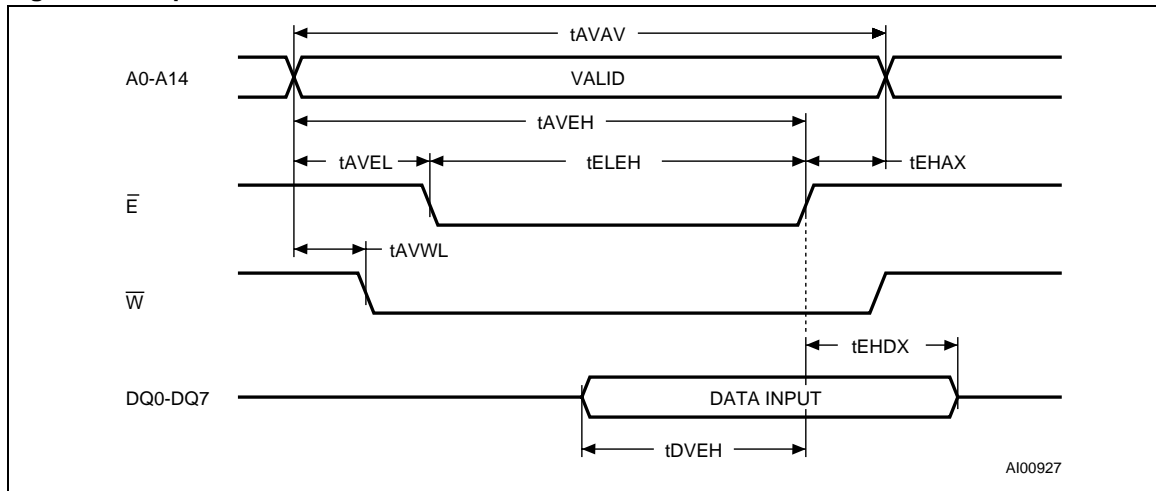 tAVAV
A0-A14
VALID
tAVEH
tAVEL
tELEH
tEHAX
E̅
tAVWL
W̅
tEHDX
DQ0-DQ7
DATA INPUT
tDVEH
AI00927